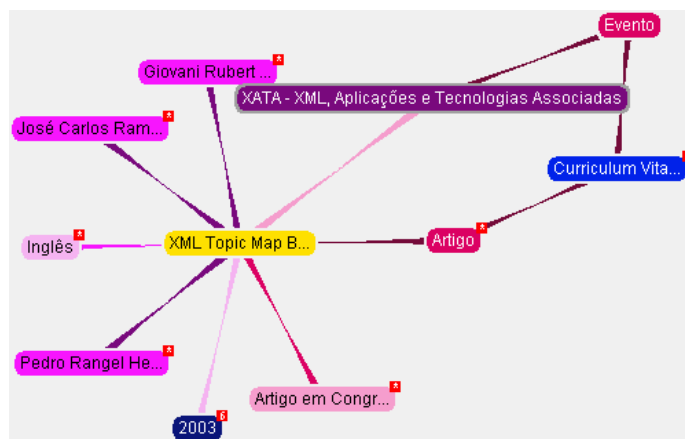 Evento
Giovani Rubert ...
XATA - XML, Aplicações e Tecnologias Associadas
José Carlos Ram...
Curriculum Vita...
Inglês
XML Topic Map B...
Artigo
Pedro Rangel He...
Artigo em Congr...
2003
6